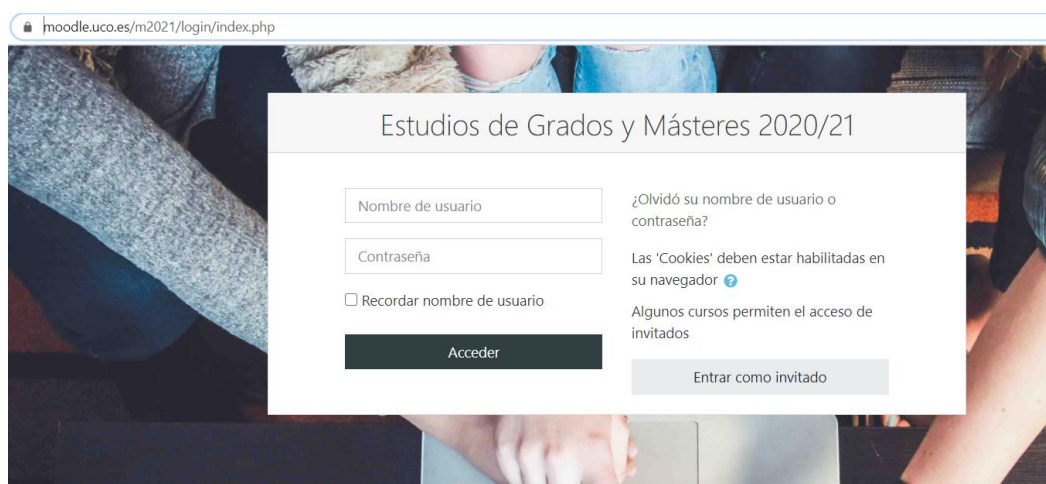 moodle.uco.es/m2021/login/index.php
Estudios de Grados y Másteres 2020/21
Nombre de usuario
Contraseña
Recordar nombre de usuario
Acceder
¿Olvidó su nombre de usuario o
contraseña?
Las 'Cookies' deben estar habilitadas en
su navegador
Algunos cursos permiten el acceso de
invitados
Entrar como invitado